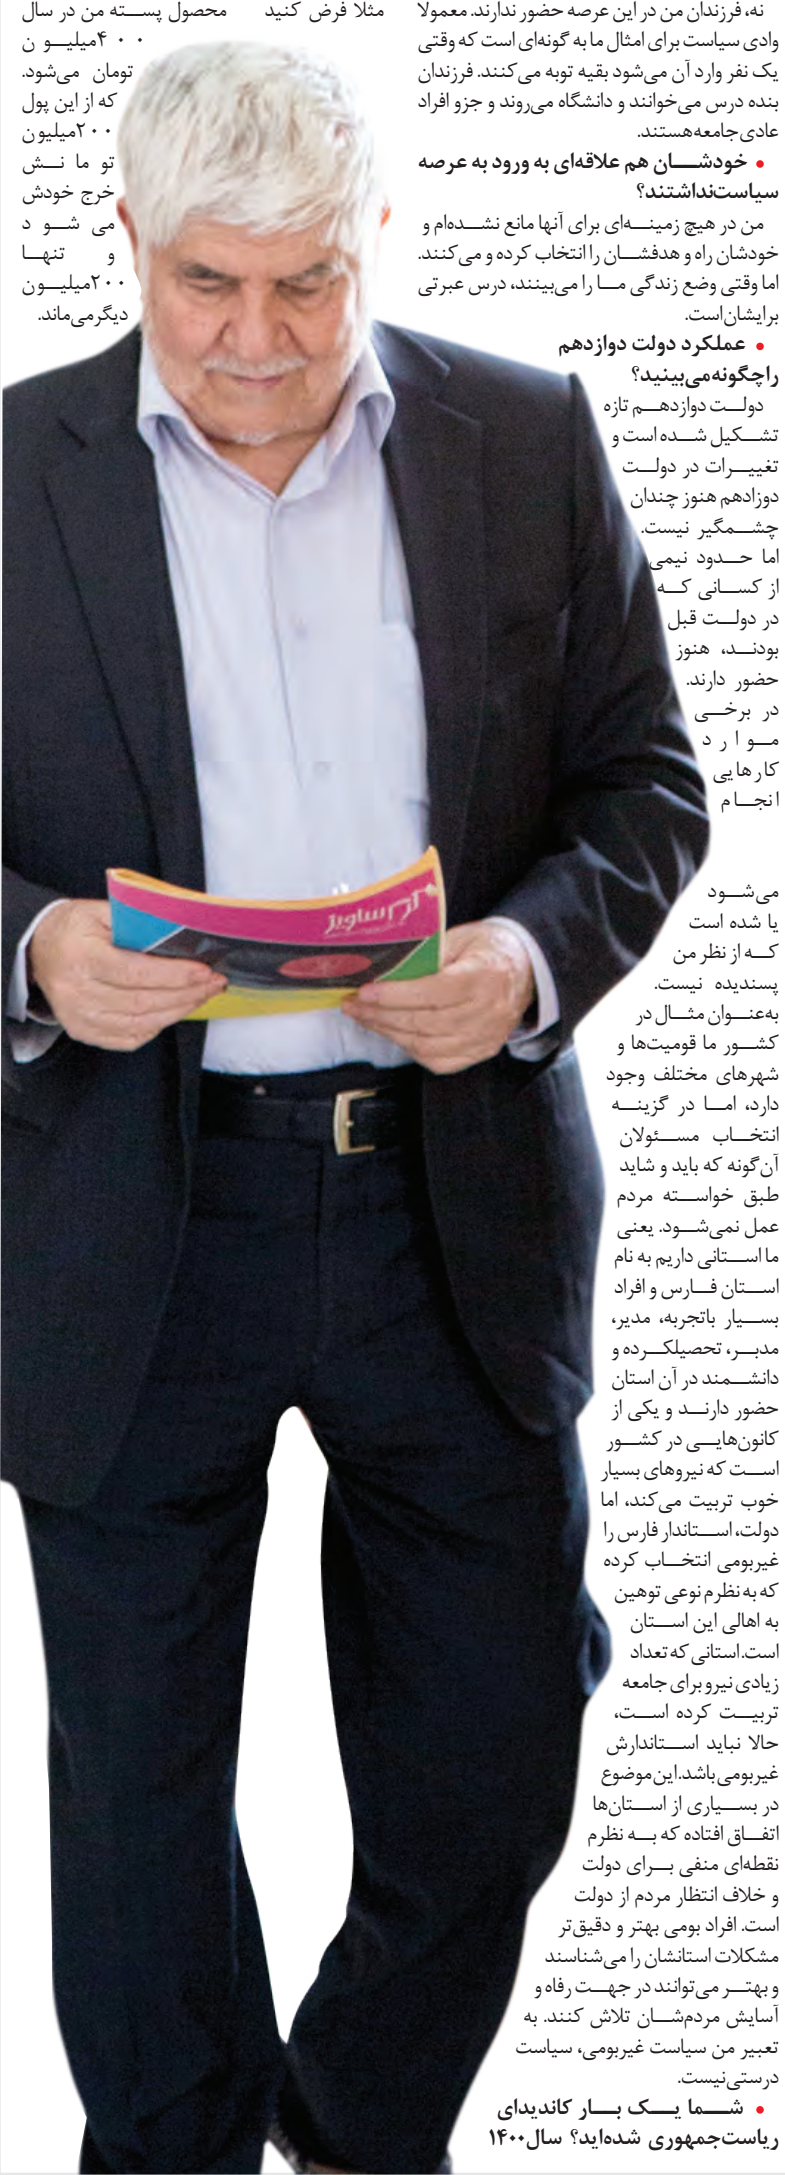 نه، فرزندان من در این عرصه حضور ندارند. معمولا
وادی سیاست برای امثال ما به گونه‌ای است که وقتی
یک نفر وارد آن می‌شود بقیه توبه می‌کنند. فرزندان
بنده درس می‌خوانند و دانشگاه می‌روند و جزو افراد
عادی جامعه هستند.
• خودشان هم علاقه‌ای به ورود به عرصه
سیاست نداشتند؟
من در هیچ زمینه‌ای برای آنها مانع نشده‌ام و
خودشان راه و هدفشان را انتخاب کرده و می‌کنند.
اما وقتی وضع زندگی ما را می‌بینند، درس عبرتی
برایشان است.
• عملکرد دولت دوازدهم
را چگونه می‌بینید؟
دولت دوازدهم تازه
تشکیل شده است و
تغییرات در دولت
دوزادهم هنوز چندان
چشمگیر نیست.
اما حدود نیمی
از کسانی که
در دولت قبل
بودند، هنوز
حضور دارند.
در برخی
موارد
کارهایی
انجام
می‌شود
یا شده است
که از نظر من
پسندیده نیست.
به‌عنوان مثال در
کشور ما قومیت‌ها و
شهرهای مختلف وجود
دارد، اما در گزینه
انتخاب مسئولان
آن‌گونه که باید و شاید
طبق خواسته مردم
عمل نمی‌شود. یعنی
ما استانی داریم به نام
استان فارس و افراد
بسیار باتجربه، مدیر،
مدبر، تحصیلکرده و
دانشمند در آن استان
حضور دارند و یکی از
کانون‌هایی در کشور
است که نیروهای بسیار
خوب تربیت می‌کند، اما
دولت، استاندار فارس را
غیربومی انتخاب کرده
که به نظرم نوعی توهین
به اهالی این استان
است. استانی که تعداد
زیادی نیرو برای جامعه
تربیت کرده است،
حالا نباید استاندارش
غیربومی باشد. این موضوع
در بسیاری از استان‌ها
اتفاق افتاده که به نظرم
نقطه‌ای منفی برای دولت
و خلاف انتظار مردم از دولت
است. افراد بومی بهتر و دقیق‌تر
مشکلات استانشان را می‌شناسند
و بهتر می‌توانند در جهت رفاه و
آسایش مردم‌شان تلاش کنند. به
تعبیر من سیاست غیربومی، سیاست
درستی نیست.
• شما یک بار کاندیدای
ریاست‌جمهوری شده‌اید؟ سال ۱۴۰۰
مثلا فرض کنید محصول پسته من در سال
۴۰۰ میلیون
تومان می‌شود.
که از این پول
۲۰۰ میلیون
تومانش
خرج خودش
می شود
و تنها
۲۰۰ میلیون
دیگر می‌ماند.